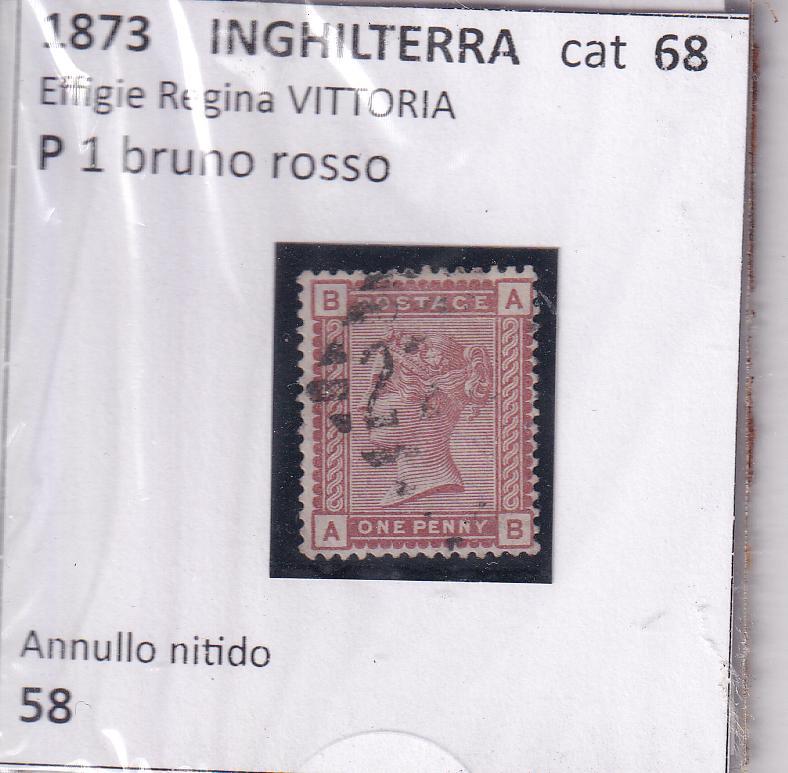 1873 INGHILTERRA cat 68
Effigie Regina VITTORIA
P 1 bruno rosso
B POSTAGE A
A ONE PENNY B
Annullo nitido
58